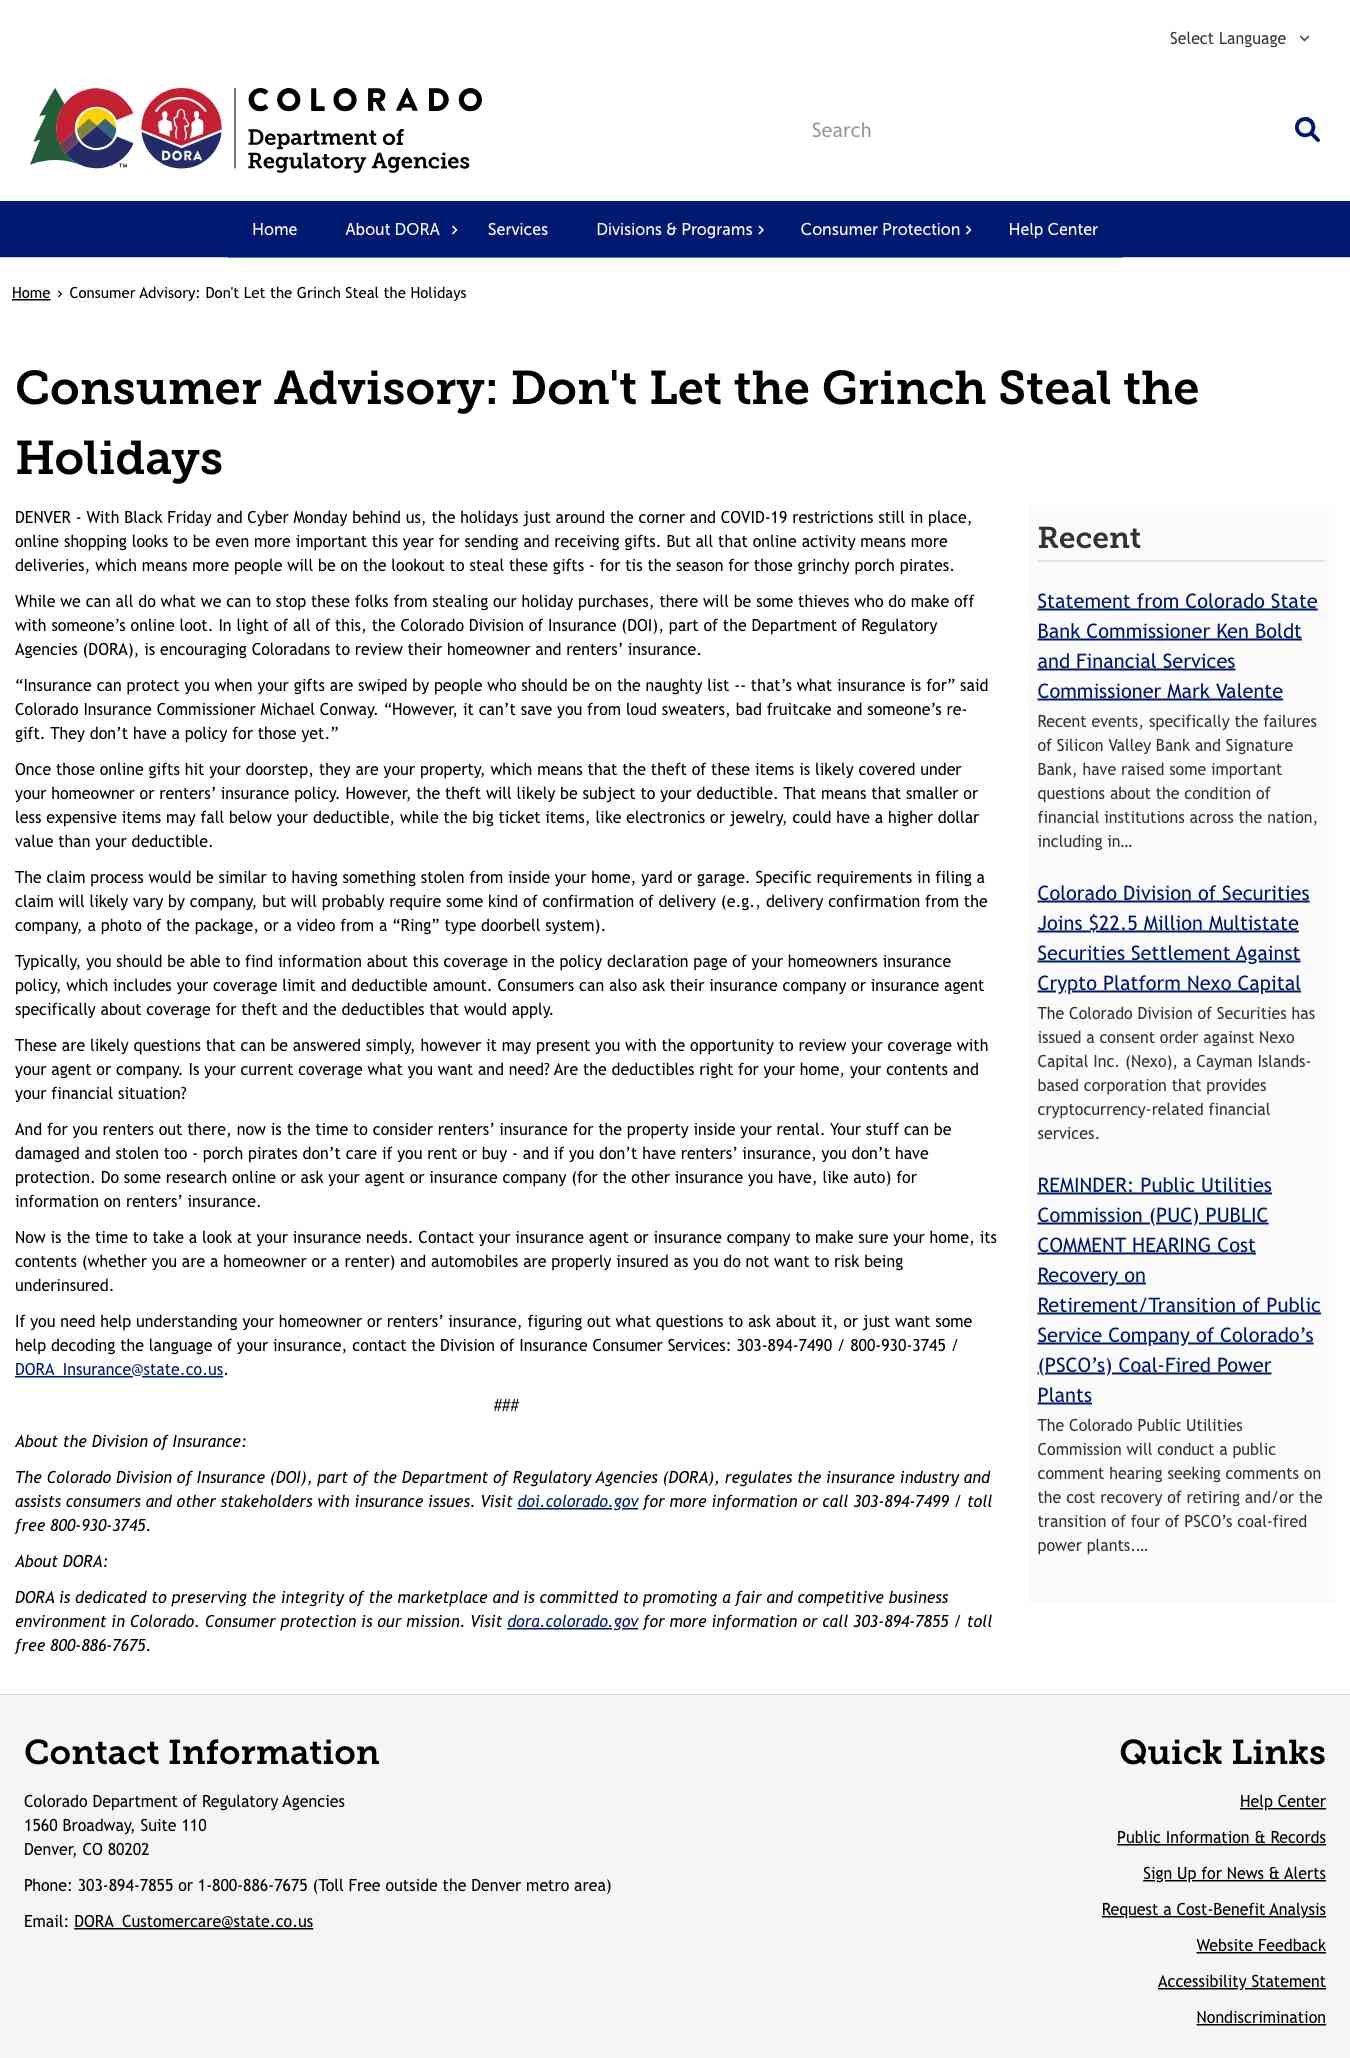 Select Language
COLORADO
Department of
Regulatory Agencies
DORA
TM
Search
Home
About DORA
Services
Divisions & Programs
Consumer Protection
Help Center
Home › Consumer Advisory: Don't Let the Grinch Steal the Holidays
Consumer Advisory: Don't Let the Grinch Steal the
Holidays
DENVER - With Black Friday and Cyber Monday behind us, the holidays just around the corner and COVID-19 restrictions still in place,
online shopping looks to be even more important this year for sending and receiving gifts. But all that online activity means more
deliveries, which means more people will be on the lookout to steal these gifts - for tis the season for those grinchy porch pirates.
While we can all do what we can to stop these folks from stealing our holiday purchases, there will be some thieves who do make off
with someone’s online loot. In light of all of this, the Colorado Division of Insurance (DOI), part of the Department of Regulatory
Agencies (DORA), is encouraging Coloradans to review their homeowner and renters’ insurance.
“Insurance can protect you when your gifts are swiped by people who should be on the naughty list -- that’s what insurance is for” said
Colorado Insurance Commissioner Michael Conway. “However, it can’t save you from loud sweaters, bad fruitcake and someone’s re-
gift. They don’t have a policy for those yet.”
Once those online gifts hit your doorstep, they are your property, which means that the theft of these items is likely covered under
your homeowner or renters’ insurance policy. However, the theft will likely be subject to your deductible. That means that smaller or
less expensive items may fall below your deductible, while the big ticket items, like electronics or jewelry, could have a higher dollar
value than your deductible.
The claim process would be similar to having something stolen from inside your home, yard or garage. Specific requirements in filing a
claim will likely vary by company, but will probably require some kind of confirmation of delivery (e.g., delivery confirmation from the
company, a photo of the package, or a video from a “Ring” type doorbell system).
Typically, you should be able to find information about this coverage in the policy declaration page of your homeowners insurance
policy, which includes your coverage limit and deductible amount. Consumers can also ask their insurance company or insurance agent
specifically about coverage for theft and the deductibles that would apply.
These are likely questions that can be answered simply, however it may present you with the opportunity to review your coverage with
your agent or company. Is your current coverage what you want and need? Are the deductibles right for your home, your contents and
your financial situation?
And for you renters out there, now is the time to consider renters’ insurance for the property inside your rental. Your stuff can be
damaged and stolen too - porch pirates don’t care if you rent or buy - and if you don’t have renters’ insurance, you don’t have
protection. Do some research online or ask your agent or insurance company (for the other insurance you have, like auto) for
information on renters’ insurance.
Now is the time to take a look at your insurance needs. Contact your insurance agent or insurance company to make sure your home, its
contents (whether you are a homeowner or a renter) and automobiles are properly insured as you do not want to risk being
underinsured.
If you need help understanding your homeowner or renters’ insurance, figuring out what questions to ask about it, or just want some
help decoding the language of your insurance, contact the Division of Insurance Consumer Services: 303-894-7490 / 800-930-3745 /
DORA_Insurance@state.co.us.
###
About the Division of Insurance:
The Colorado Division of Insurance (DOI), part of the Department of Regulatory Agencies (DORA), regulates the insurance industry and
assists consumers and other stakeholders with insurance issues. Visit doi.colorado.gov for more information or call 303-894-7499 / toll
free 800-930-3745.
About DORA:
DORA is dedicated to preserving the integrity of the marketplace and is committed to promoting a fair and competitive business
environment in Colorado. Consumer protection is our mission. Visit dora.colorado.gov for more information or call 303-894-7855 / toll
free 800-886-7675.
Recent
Statement from Colorado State
Bank Commissioner Ken Boldt
and Financial Services
Commissioner Mark Valente
Recent events, specifically the failures
of Silicon Valley Bank and Signature
Bank, have raised some important
questions about the condition of
financial institutions across the nation,
including in…
Colorado Division of Securities
Joins $22.5 Million Multistate
Securities Settlement Against
Crypto Platform Nexo Capital
The Colorado Division of Securities has
issued a consent order against Nexo
Capital Inc. (Nexo), a Cayman Islands-
based corporation that provides
cryptocurrency-related financial
services.
REMINDER: Public Utilities
Commission (PUC) PUBLIC
COMMENT HEARING Cost
Recovery on
Retirement/Transition of Public
Service Company of Colorado’s
(PSCO’s) Coal-Fired Power
Plants
The Colorado Public Utilities
Commission will conduct a public
comment hearing seeking comments on
the cost recovery of retiring and/or the
transition of four of PSCO’s coal-fired
power plants.…
Contact Information
Colorado Department of Regulatory Agencies
1560 Broadway, Suite 110
Denver, CO 80202
Phone: 303-894-7855 or 1-800-886-7675 (Toll Free outside the Denver metro area)
Email: DORA_Customercare@state.co.us
Quick Links
Help Center
Public Information & Records
Sign Up for News & Alerts
Request a Cost-Benefit Analysis
Website Feedback
Accessibility Statement
Nondiscrimination